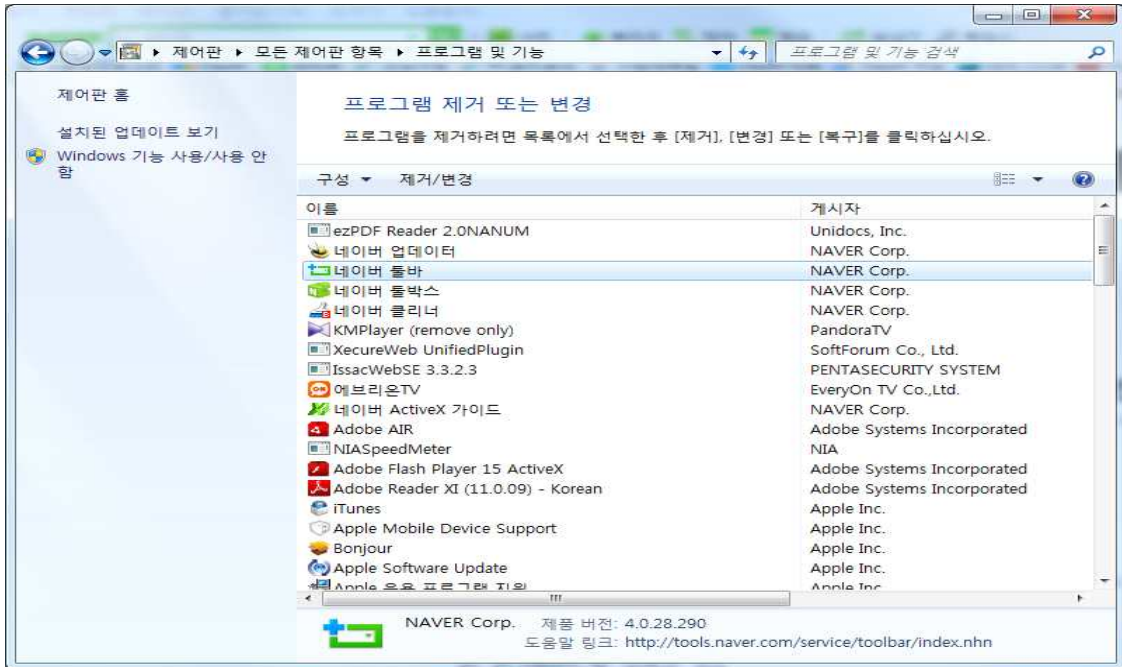 제어판 ▸ 모든 제어판 항목 ▸ 프로그램 및 기능
프로그램 및 기능 검색
제어판 홈
설치된 업데이트 보기
Windows 기능 사용/사용 안
함
프로그램 제거 또는 변경
프로그램을 제거하려면 목록에서 선택한 후 [제거], [변경] 또는 [복구]를 클릭하십시오.
구성 제거/변경
이름 게시자
ezPDF Reader 2.0NANUM Unidocs, Inc.
네이버 업데이터 NAVER Corp.
네이버 툴바 NAVER Corp.
네이버 툴박스 NAVER Corp.
네이버 클리너 NAVER Corp.
KMPlayer (remove only) PandoraTV
XecureWeb UnifiedPlugin SoftForum Co., Ltd.
IssacWebSE 3.3.2.3 PENTASECURITY SYSTEM
에브리온TV EveryOn TV Co.,Ltd.
네이버 ActiveX 가이드 NAVER Corp.
Adobe AIR Adobe Systems Incorporated
NIASpeedMeter NIA
Adobe Flash Player 15 ActiveX Adobe Systems Incorporated
Adobe Reader XI (11.0.09) - Korean Adobe Systems Incorporated
iTunes Apple Inc.
Apple Mobile Device Support Apple Inc.
Bonjour Apple Inc.
Apple Software Update Apple Inc.
Apple 응용 프로그램 지원 Apple Inc.
NAVER Corp. 제품 버전: 4.0.28.290
도움말 링크: http://tools.naver.com/service/toolbar/index.nhn